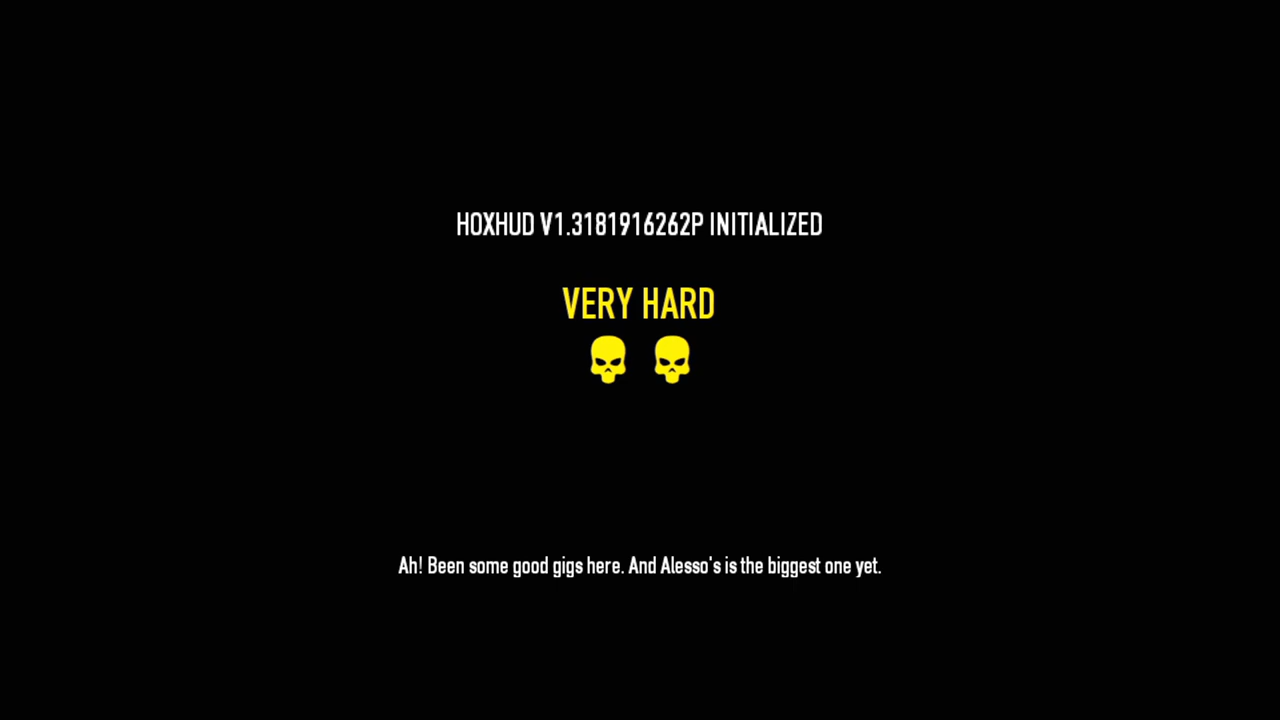 HOXHUD V1.3181916262P INITIALIZED
VERY HARD
Ah! Been some good gigs here. And Alesso's is the biggest one yet.